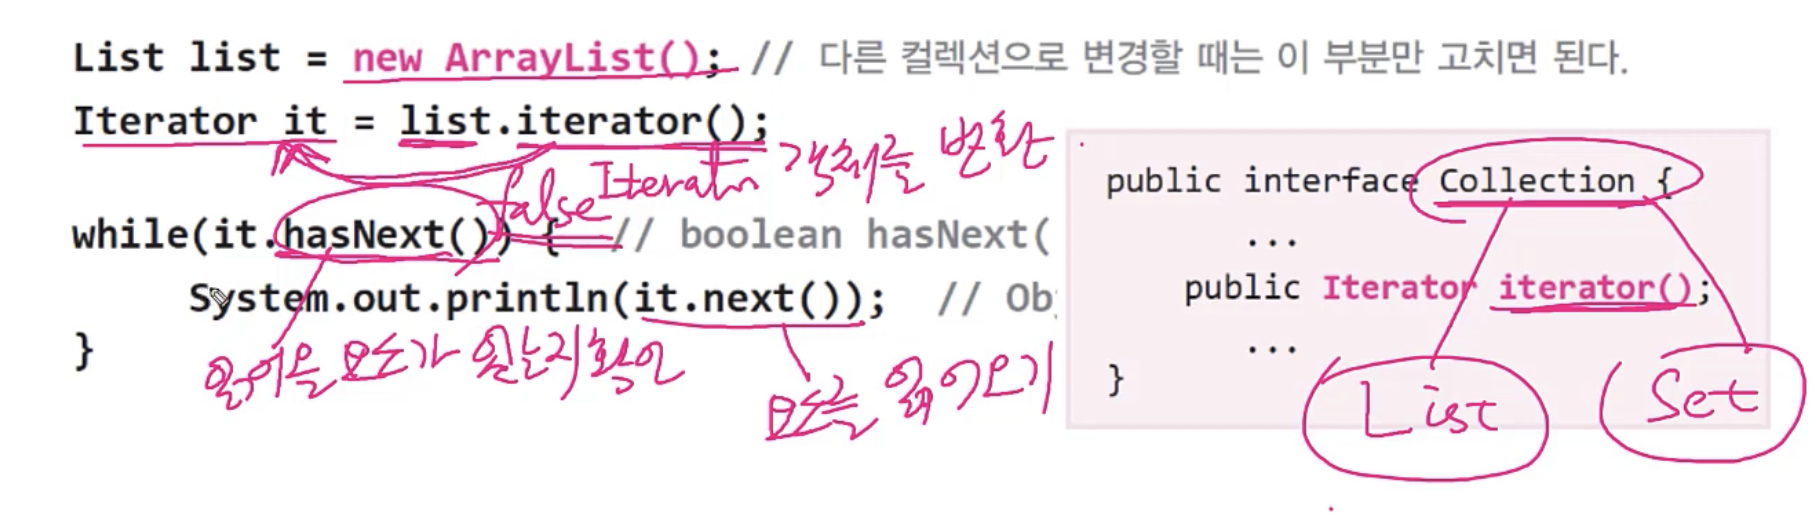 List list = new ArrayList(); // 다른 컬렉션으로 변경할 때는 이 부분만 고치면 된다.
Iterator it = list.iterator();
Iterator 객체를 반환
false
while(it.hasNext()) { // boolean hasNext(
System.out.println(it.next()); // Ob
}
읽어올 요소가 있는지 확인
요소를 읽어오기
public interface Collection {
...
public Iterator iterator();
...
}
List
Set